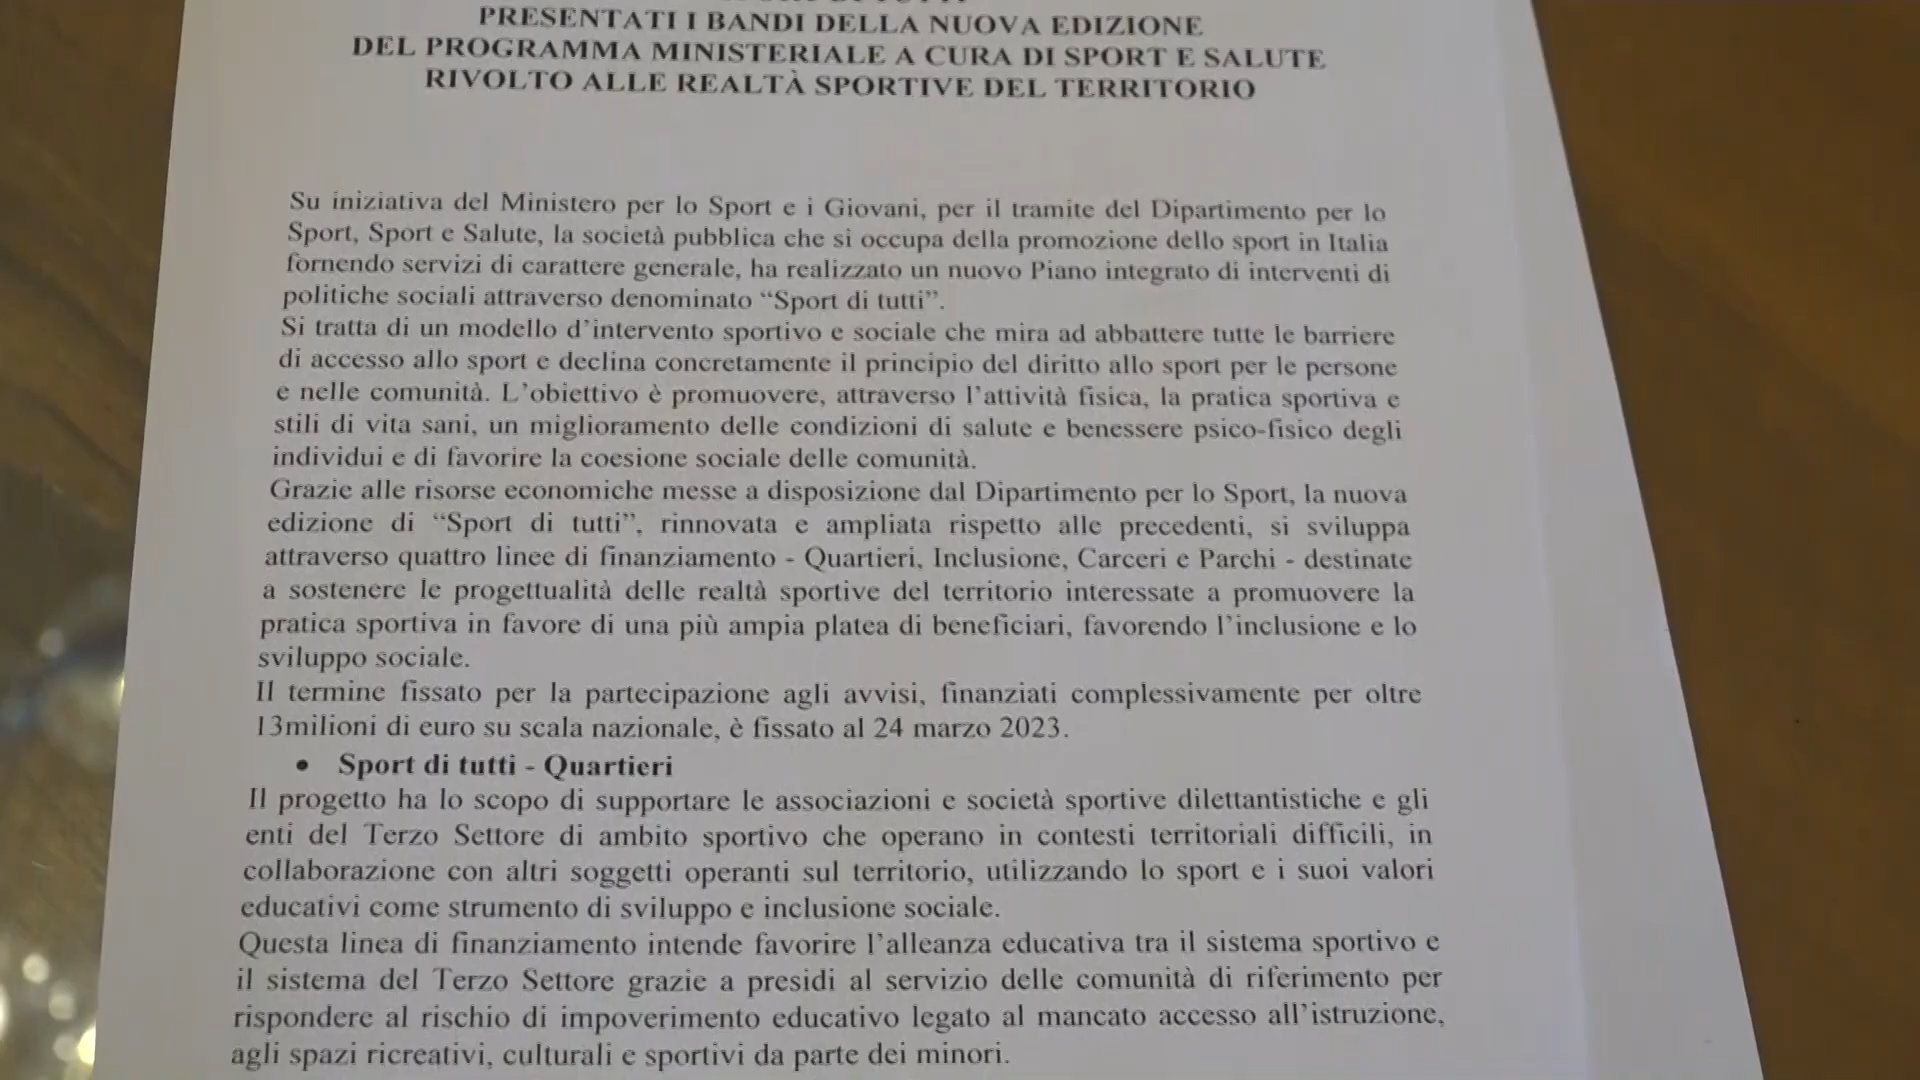 PRESENTATI I BANDI DELLA NUOVA EDIZIONE
DEL PROGRAMMA MINISTERIALE A CURA DI SPORT E SALUTE
RIVOLTO ALLE REALTÀ SPORTIVE DEL TERRITORIO
Su iniziativa del Ministero per lo Sport e i Giovani, per il tramite del Dipartimento per lo
Sport, Sport e Salute, la società pubblica che si occupa della promozione dello sport in Italia
fornendo servizi di carattere generale, ha realizzato un nuovo Piano integrato di interventi di
politiche sociali attraverso denominato “Sport di tutti”.
Si tratta di un modello d’intervento sportivo e sociale che mira ad abbattere tutte le barriere
di accesso allo sport e declina concretamente il principio del diritto allo sport per le persone
e nelle comunità. L’obiettivo è promuovere, attraverso l’attività fisica, la pratica sportiva e
stili di vita sani, un miglioramento delle condizioni di salute e benessere psico-fisico degli
individui e di favorire la coesione sociale delle comunità.
Grazie alle risorse economiche messe a disposizione dal Dipartimento per lo Sport, la nuova
edizione di “Sport di tutti”, rinnovata e ampliata rispetto alle precedenti, si sviluppa
attraverso quattro linee di finanziamento - Quartieri, Inclusione, Carceri e Parchi - destinate
a sostenere le progettualità delle realtà sportive del territorio interessate a promuovere la
pratica sportiva in favore di una più ampia platea di beneficiari, favorendo l’inclusione e lo
sviluppo sociale.
Il termine fissato per la partecipazione agli avvisi, finanziati complessivamente per oltre
13milioni di euro su scala nazionale, è fissato al 24 marzo 2023.
• Sport di tutti - Quartieri
Il progetto ha lo scopo di supportare le associazioni e società sportive dilettantistiche e gli
enti del Terzo Settore di ambito sportivo che operano in contesti territoriali difficili, in
collaborazione con altri soggetti operanti sul territorio, utilizzando lo sport e i suoi valori
educativi come strumento di sviluppo e inclusione sociale.
Questa linea di finanziamento intende favorire l’alleanza educativa tra il sistema sportivo e
il sistema del Terzo Settore grazie a presidi al servizio delle comunità di riferimento per
rispondere al rischio di impoverimento educativo legato al mancato accesso all’istruzione,
agli spazi ricreativi, culturali e sportivi da parte dei minori.